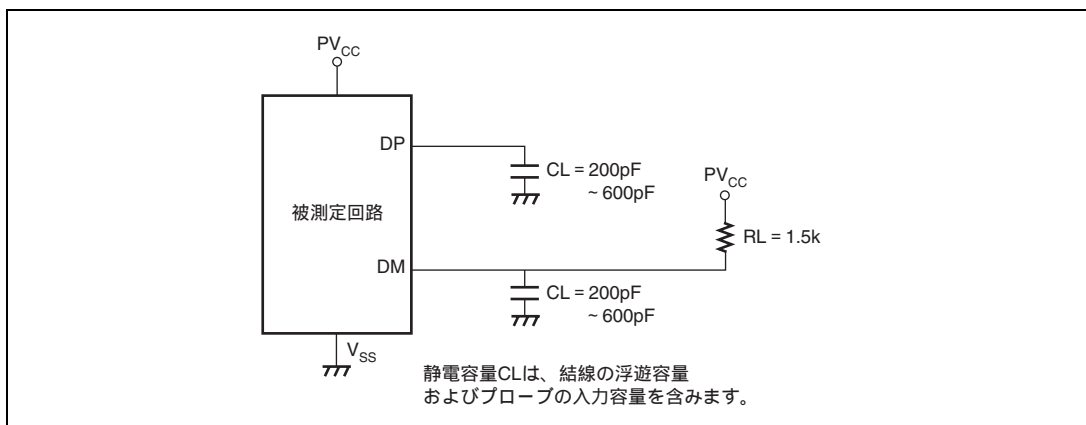 PVCC
DP
CL = 200pF
~ 600pF
PVCC
被測定回路
RL = 1.5k
DM
CL = 200pF
~ 600pF
VSS
静電容量CLは、結線の浮遊容量
およびプローブの入力容量を含みます。